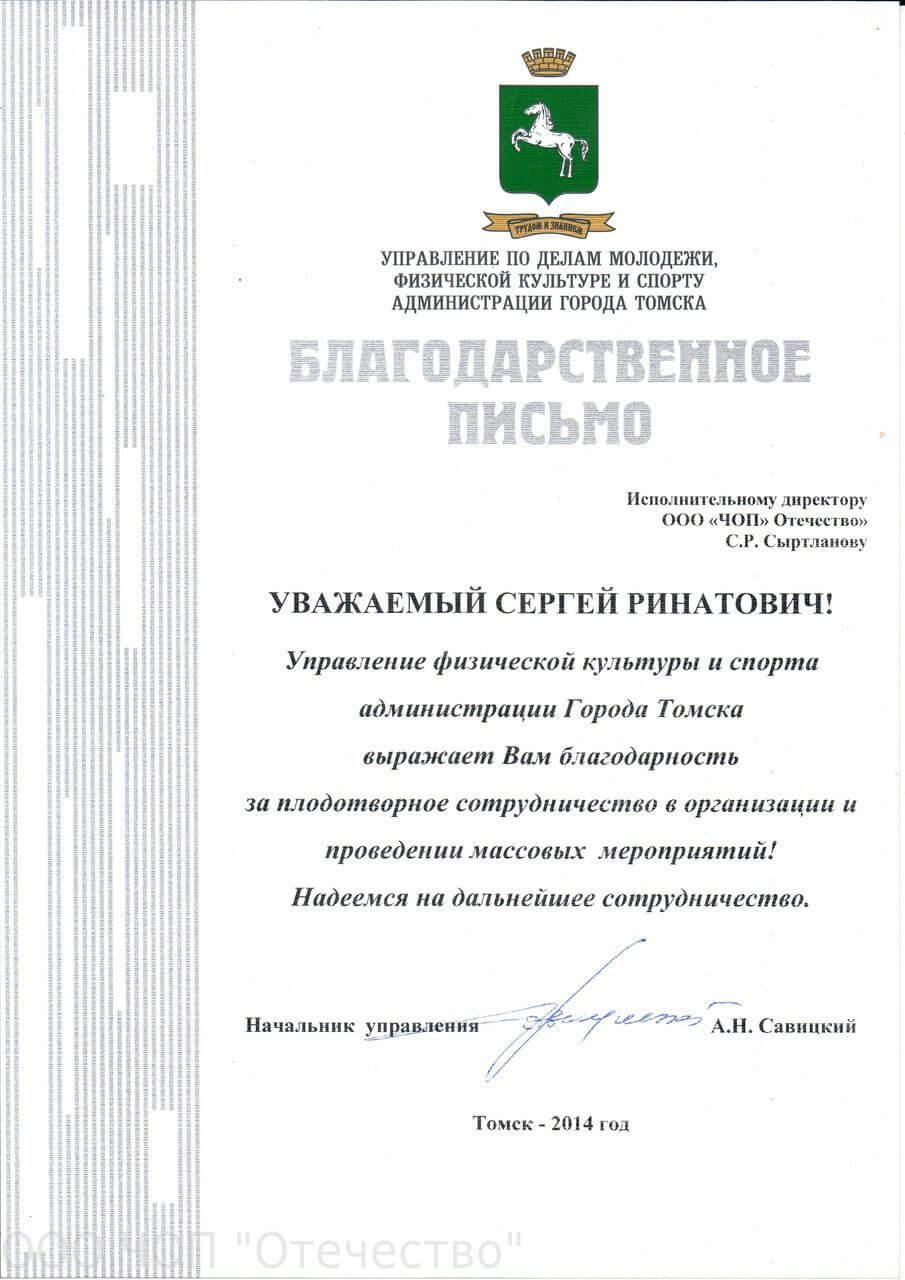 ТРУДОМ И ЗНАНИЕМ
УПРАВЛЕНИЕ ПО ДЕЛАМ МОЛОДЕЖИ,
ФИЗИЧЕСКОЙ КУЛЬТУРЕ И СПОРТУ
АДМИНИСТРАЦИИ ГОРОДА ТОМСКА
БЛАГОДАРСТВЕННОЕ
ПИСЬМО
Исполнительному директору
ООО «ЧОП» Отечество»
С.Р. Сыртланову
УВАЖАЕМЫЙ СЕРГЕЙ РИНАТОВИЧ!
Управление физической культуры и спорта
администрации Города Томска
выражает Вам благодарность
за плодотворное сотрудничество в организации и
проведении массовых мероприятий!
Надеемся на дальнейшее сотрудничество.
Начальник управления А.Н. Савицкий
Томск - 2014 год
ООО ЧОП "Отечество"